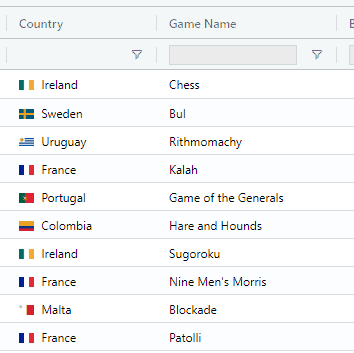 Country Game Name
Ireland Chess
Sweden Bul
Uruguay Rithmomachy
France Kalah
Portugal Game of the Generals
Colombia Hare and Hounds
Ireland Sugoroku
France Nine Men's Morris
Malta Blockade
France Patolli